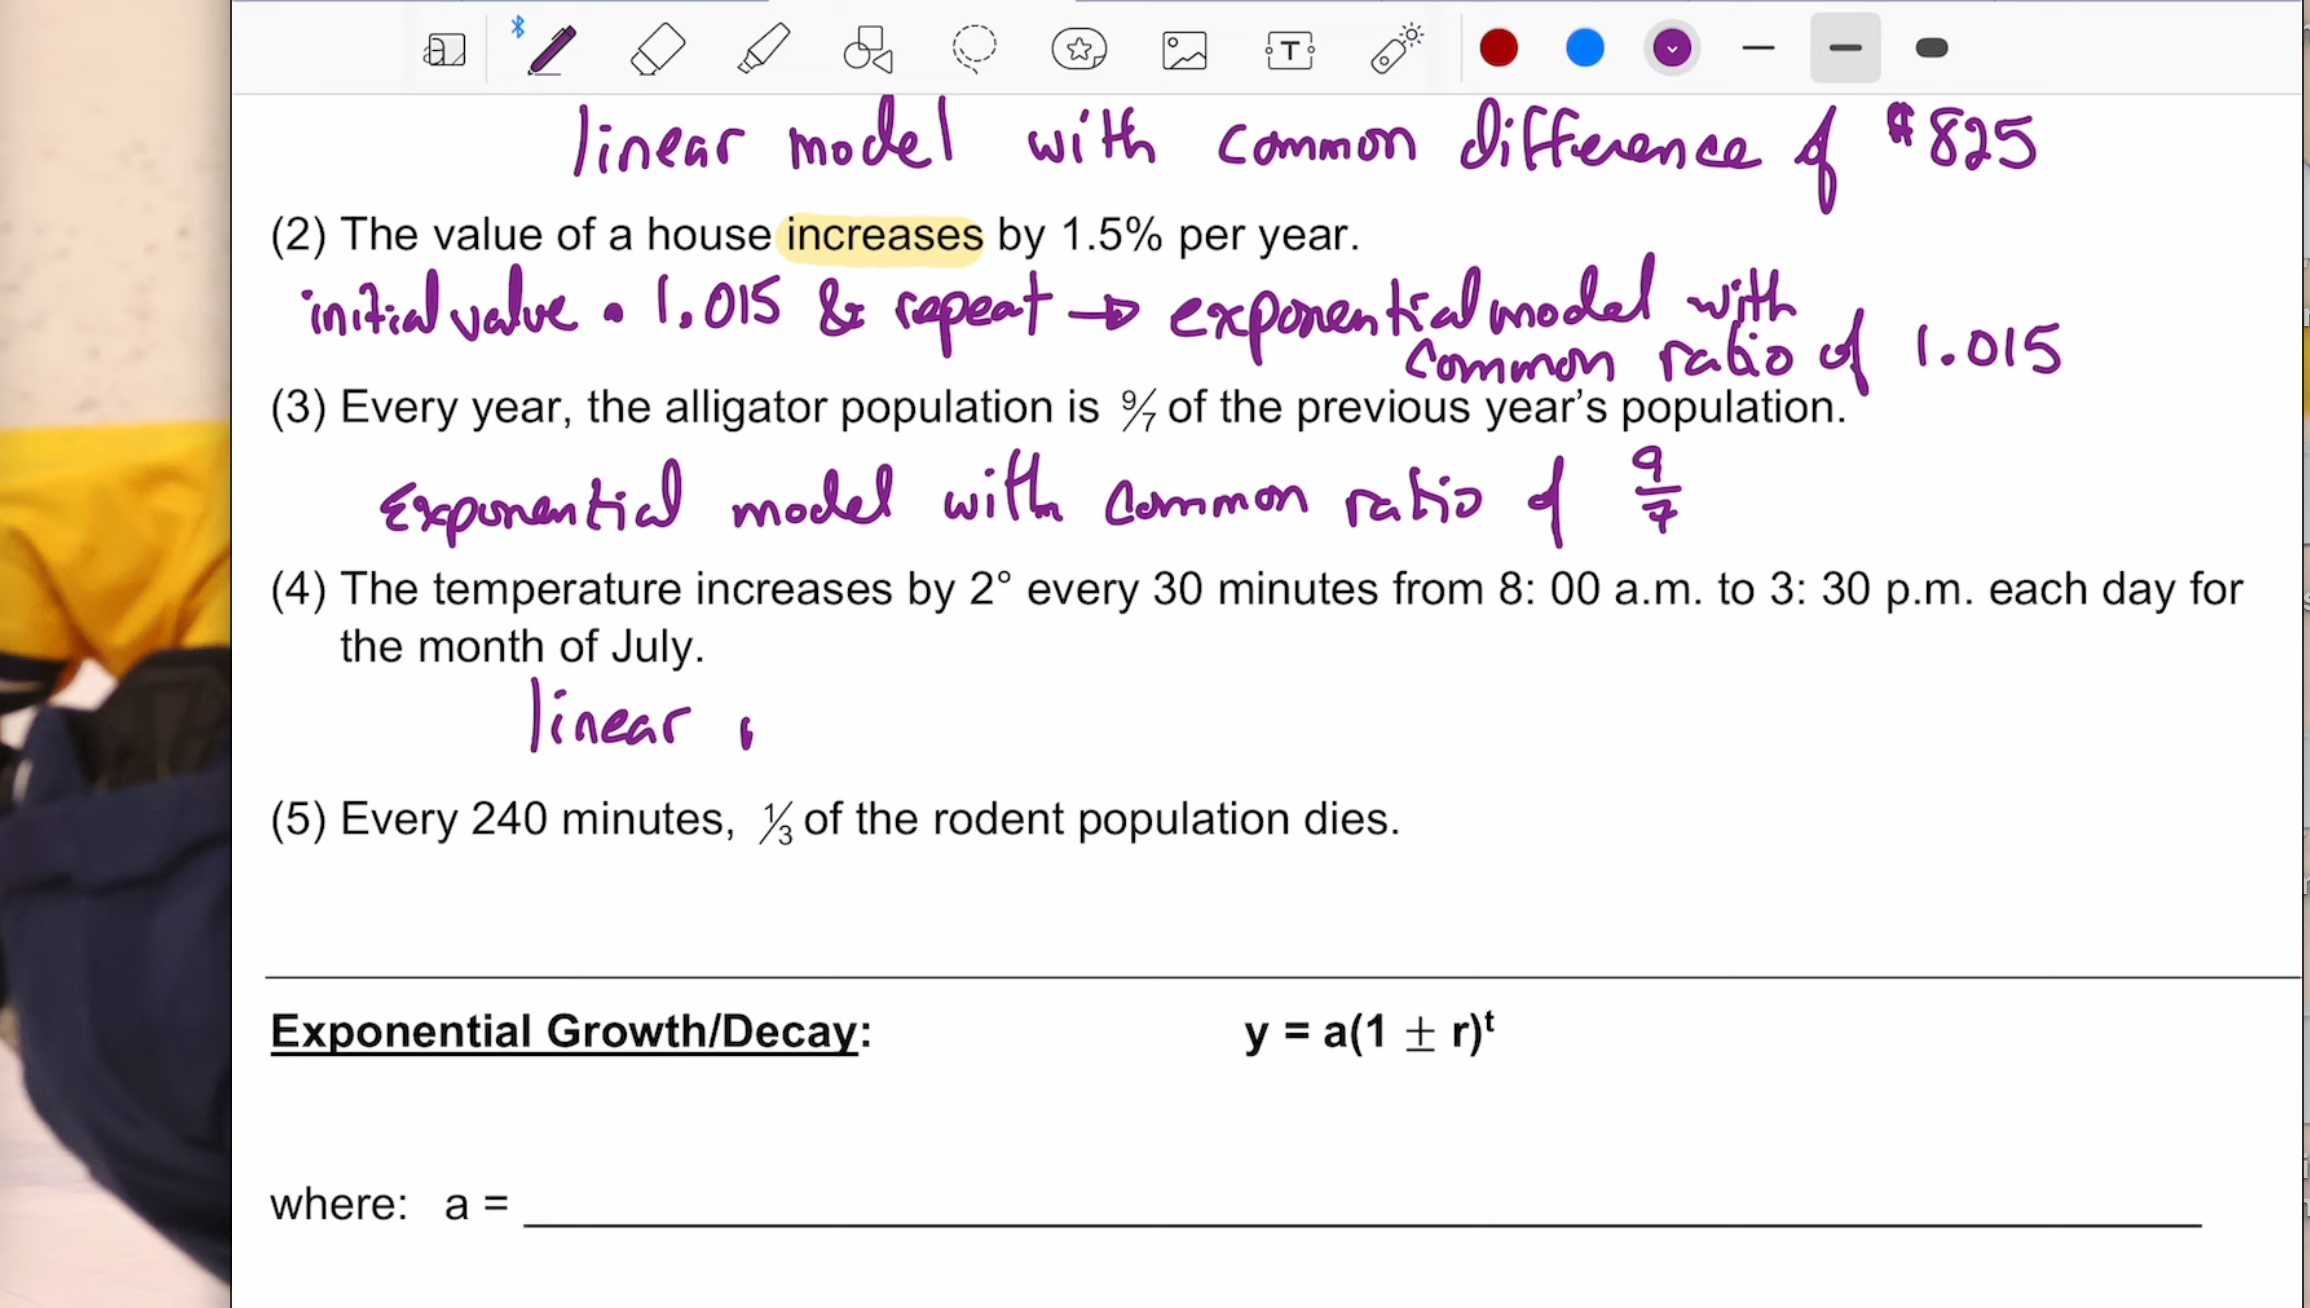 linear model with common difference of $825
(2) The value of a house increases by 1.5% per year.
initial value • 1.015 & repeat → exponential model with
common ratio of 1.015
(3) Every year, the alligator population is 9/7 of the previous year's population.
Exponential model with common ratio of 9/7
(4) The temperature increases by 2° every 30 minutes from 8: 00 a.m. to 3: 30 p.m. each day for
the month of July.
linear
(5) Every 240 minutes, 1/3 of the rodent population dies.
Exponential Growth/Decay: y = a(1 ± r)ᵗ
where: a =